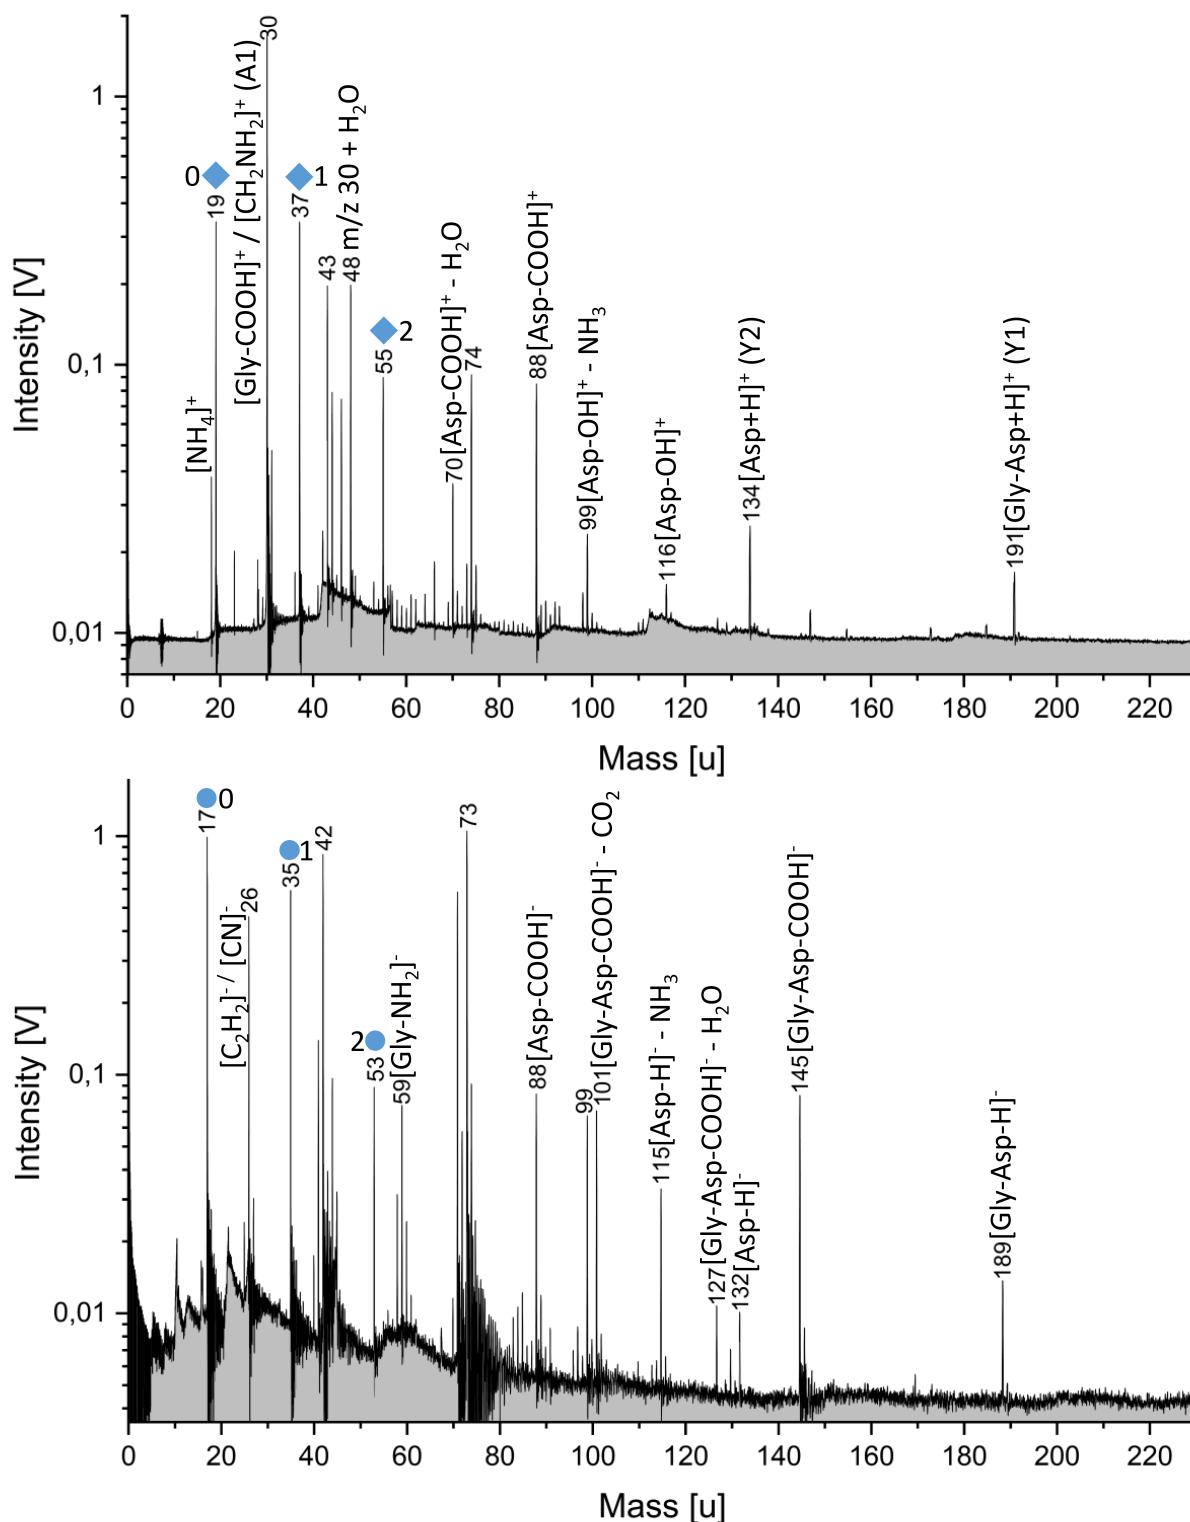 Intensity [V]
1
0,1
0,01
[NH₄]⁺
0
19
[Gly-COOH]⁺ / [CH₂NH₂]⁺ (A1)
30
1
37
43
48 m/z 30 + H₂O
2
55
70[Asp-COOH]⁺ - H₂O
74
88[Asp-COOH]⁺
99[Asp-OH]⁺ - NH₃
116[Asp-OH]⁺
134[Asp+H]⁺ (Y2)
191[Gly-Asp+H]⁺ (Y1)
0 20 40 60 80 100 120 140 160 180 200 220
Mass [u]
Intensity [V]
1
0,1
0,01
0
17
[C₂H₂]⁻ / [CN]⁻
26
1
35
42
2
53
59[Gly-NH₂]⁻
73
88[Asp-COOH]⁻
99
101[Gly-Asp-COOH]⁻ - CO₂
115[Asp-H]⁻ - NH₃
127[Gly-Asp-COOH]⁻ - H₂O
132[Asp-H]⁻
145[Gly-Asp-COOH]⁻
189[Gly-Asp-H]⁻
0 20 40 60 80 100 120 140 160 180 200 220
Mass [u]